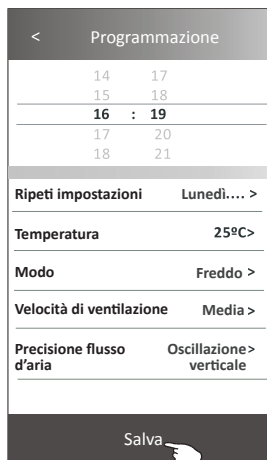 < Programmazione
14 17
15 18
16 : 19
17 20
18 21
Ripeti impostazioni Lunedì.... >
Temperatura 25ºC>
Modo Freddo >
Velocità di ventilazione Media >
Precisione flusso Oscillazione>
d'aria verticale
Salva